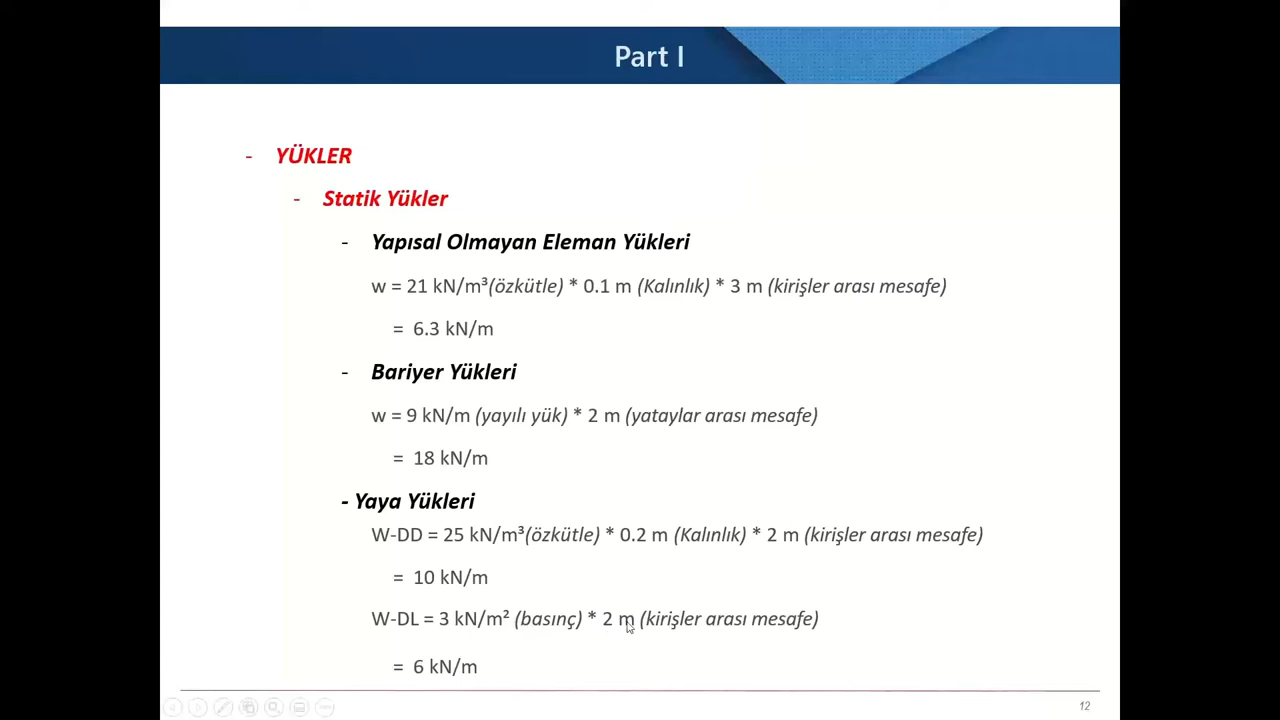 Part I
- YÜKLER
- Statik Yükler
- Yapısal Olmayan Eleman Yükleri
w = 21 kN/m³(özkütle) * 0.1 m (Kalınlık) * 3 m (kirişler arası mesafe)
= 6.3 kN/m
- Bariyer Yükleri
w = 9 kN/m (yayılı yük) * 2 m (yataylar arası mesafe)
= 18 kN/m
- Yaya Yükleri
W-DD = 25 kN/m³(özkütle) * 0.2 m (Kalınlık) * 2 m (kirişler arası mesafe)
= 10 kN/m
W-DL = 3 kN/m² (basınç) * 2 m (kirişler arası mesafe)
= 6 kN/m
12